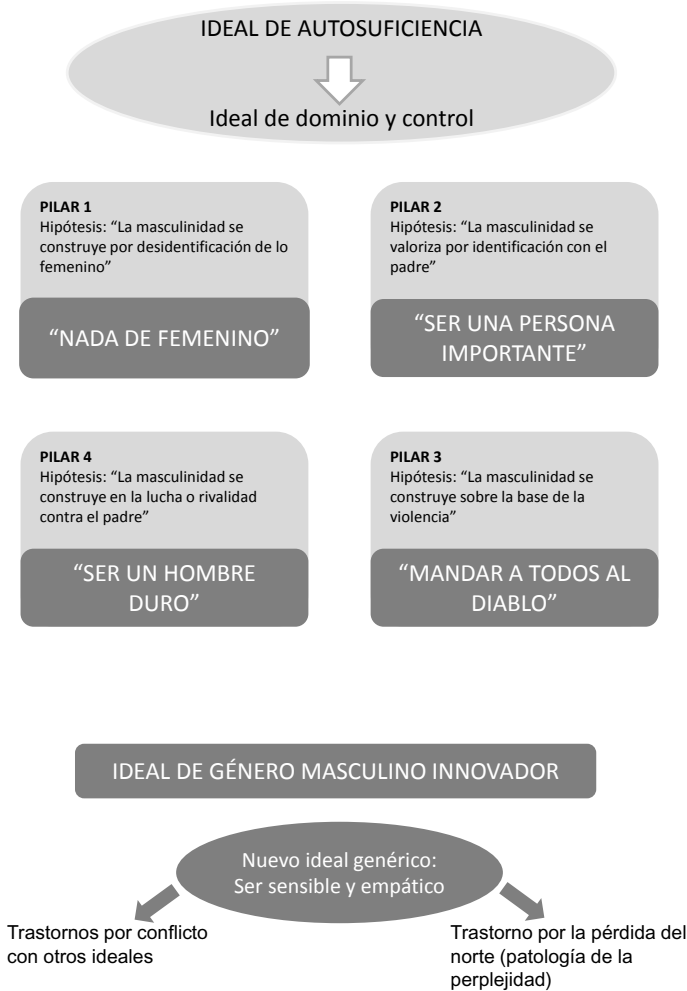 IDEAL DE AUTOSUFICIENCIA
Ideal de dominio y control
PILAR 1
Hipótesis: “La masculinidad se
construye por desidentificación de lo
femenino”
“NADA DE FEMENINO”
PILAR 2
Hipótesis: “La masculinidad se
valoriza por identificación con el
padre”
“SER UNA PERSONA
IMPORTANTE”
PILAR 4
Hipótesis: “La masculinidad se
construye en la lucha o rivalidad
contra el padre”
“SER UN HOMBRE
DURO”
PILAR 3
Hipótesis: “La masculinidad se
construye sobre la base de la
violencia”
“MANDAR A TODOS AL
DIABLO”
IDEAL DE GÉNERO MASCULINO INNOVADOR
Nuevo ideal genérico:
Ser sensible y empático
Trastornos por conflicto
con otros ideales
Trastorno por la pérdida del
norte (patología de la
perplejidad)